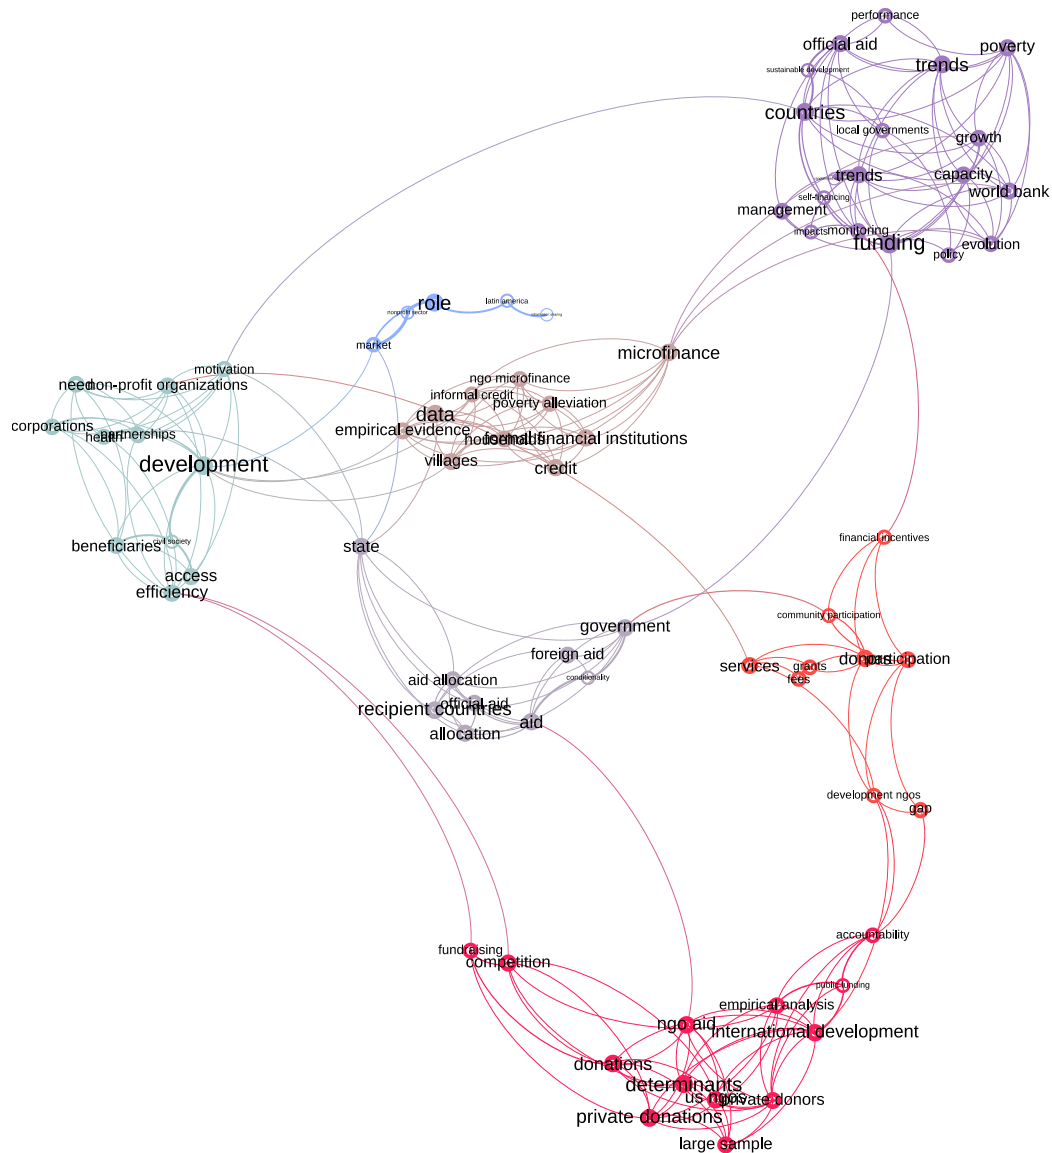 performance
official aid
poverty
trends
sustainable development
countries
local governments
growth
trends
capacity
world bank
self-financing
management
impacts
monitoring
funding
evolution
policy
role
latin america
nonprofit sector
market
microfinance
motivation
need
non-profit organizations
ngo microfinance
informal credit
poverty alleviation
data
corporations
health
partnerships
empirical evidence
households
formal financial institutions
development
villages
credit
financial incentives
beneficiaries
civil society
state
access
efficiency
community participation
government
foreign aid
donors
participation
services
grants
fees
aid allocation
conditionality
official aid
recipient countries
aid
allocation
development ngos
gap
accountability
fundraising
competition
public funding
empirical analysis
ngo aid
international development
donations
determinants
us ngos
private donors
private donations
large sample